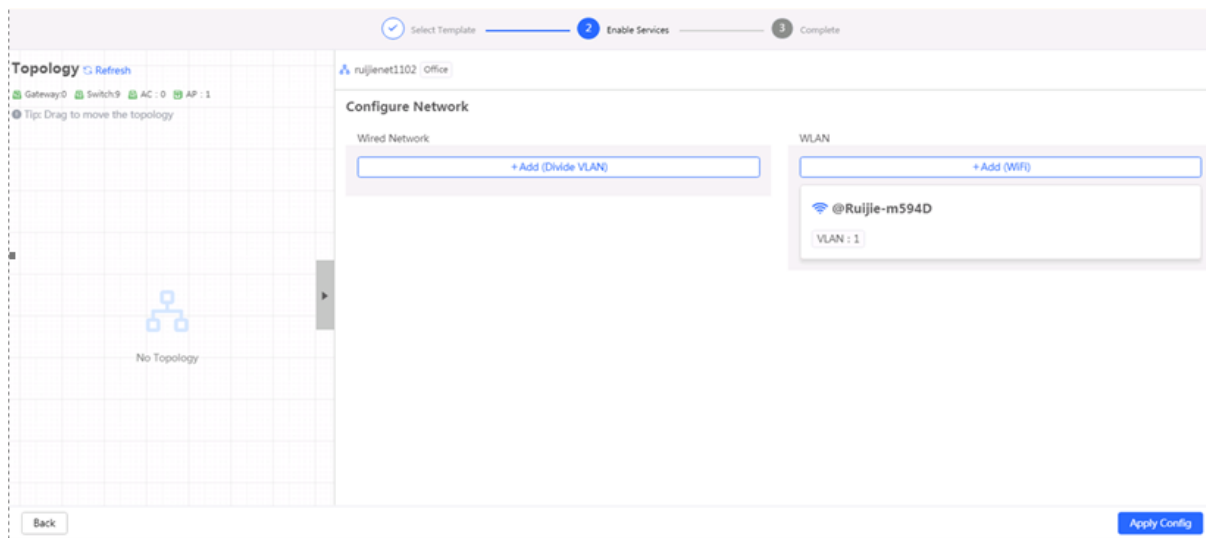 Select Template
2 Enable Services
3 Complete
Topology Refresh
Gateway:0 Switch:9 AC : 0 AP : 1
Tip: Drag to move the topology
No Topology
ruijienet1102 Office
Configure Network
Wired Network
+Add (Divide VLAN)
WLAN
+Add (WiFi)
@Ruijie-m594D
VLAN : 1
Back
Apply Config